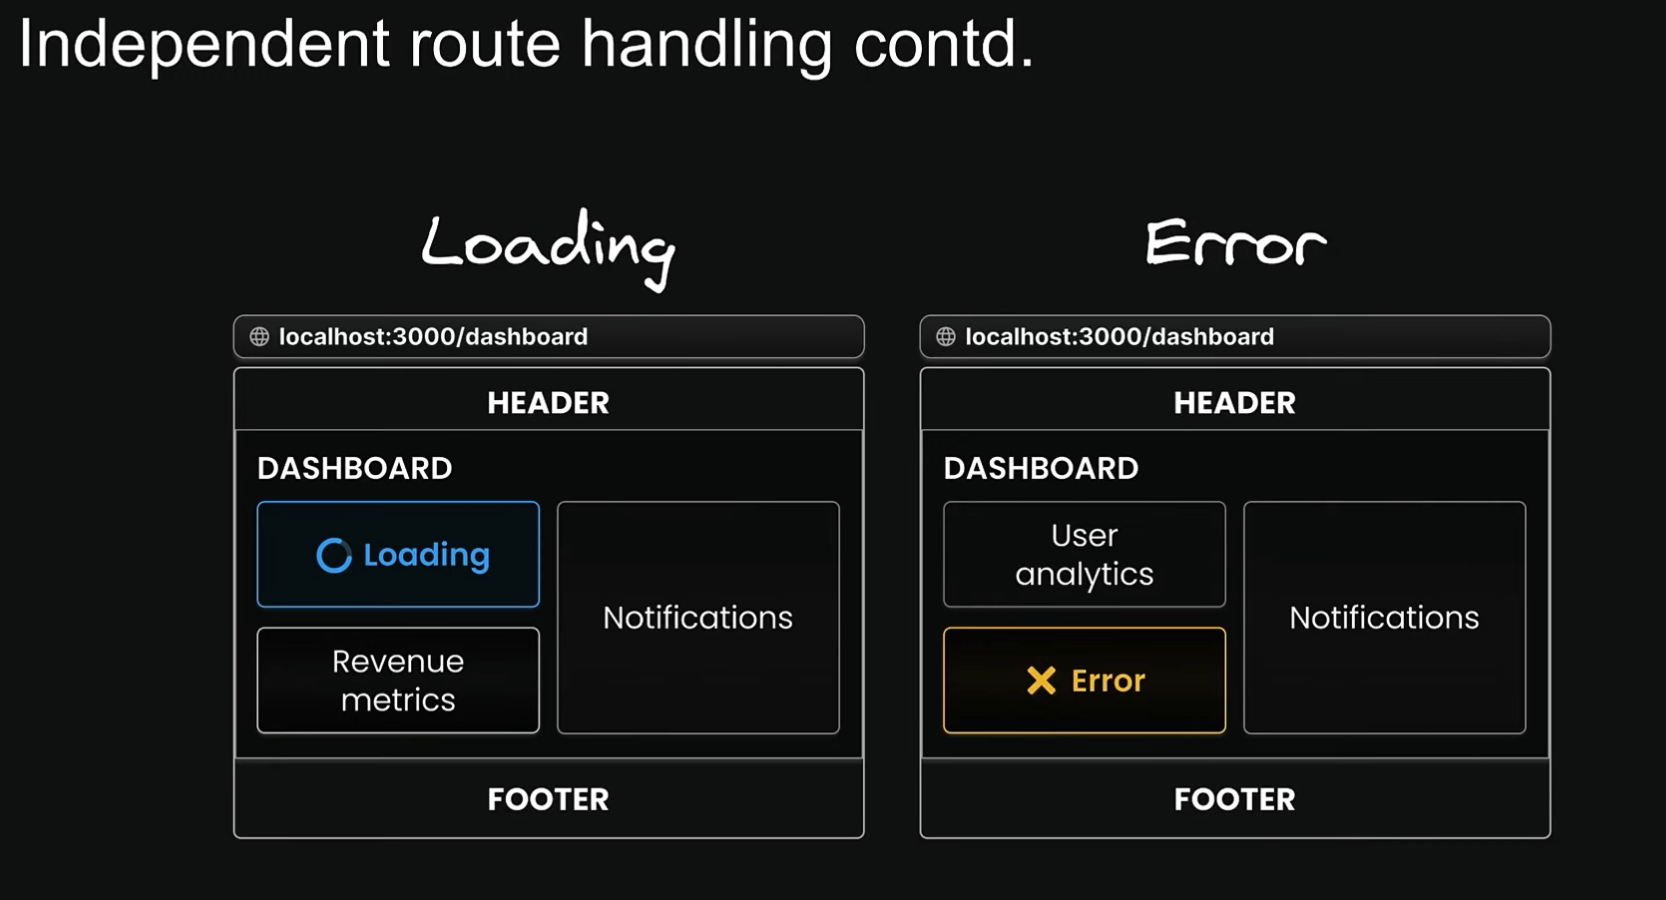 Independent route handling contd.
Loading
localhost:3000/dashboard
HEADER
DASHBOARD
Loading
Notifications
Revenue
metrics
FOOTER
Error
localhost:3000/dashboard
HEADER
DASHBOARD
User
analytics
Notifications
Error
FOOTER